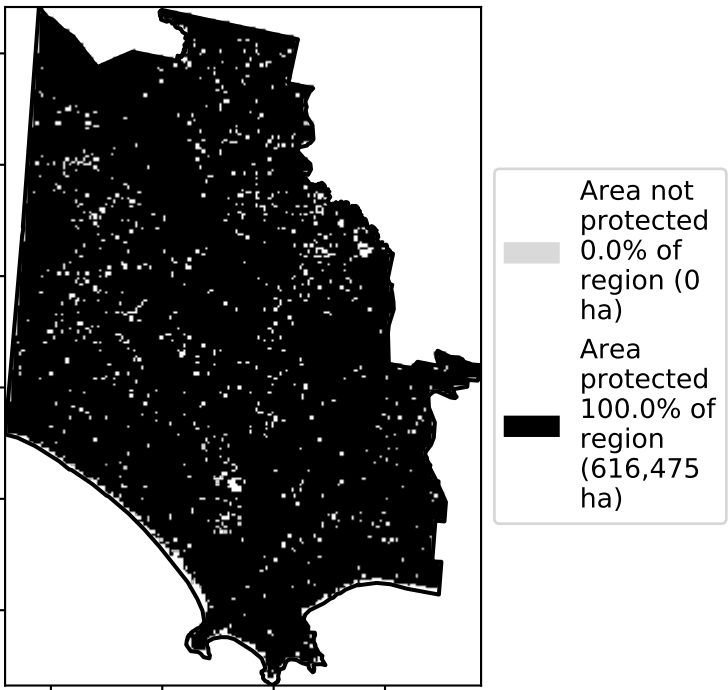 Area not
protected
0.0% of
region (0
ha)
Area
protected
100.0% of
region
(616,475
ha)